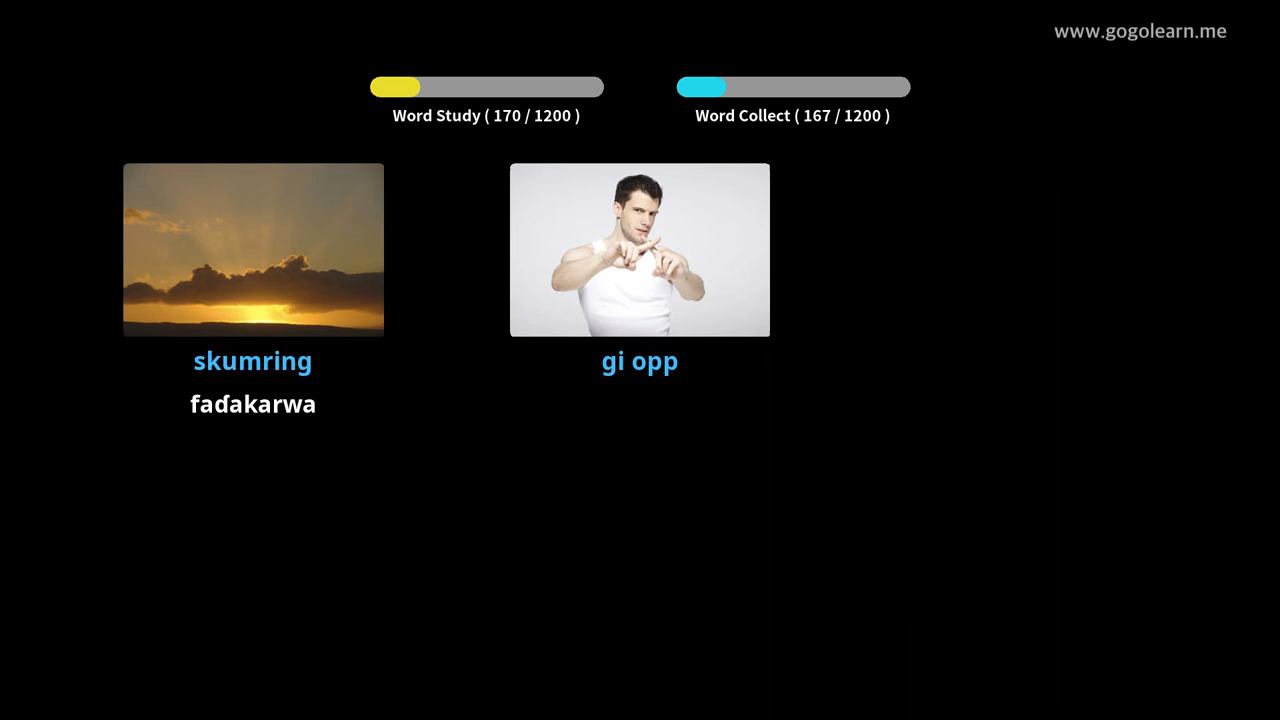 www.gogolearn.me
Word Study ( 170 / 1200 )
Word Collect ( 167 / 1200 )
skumring
gi opp
faɗakarwa